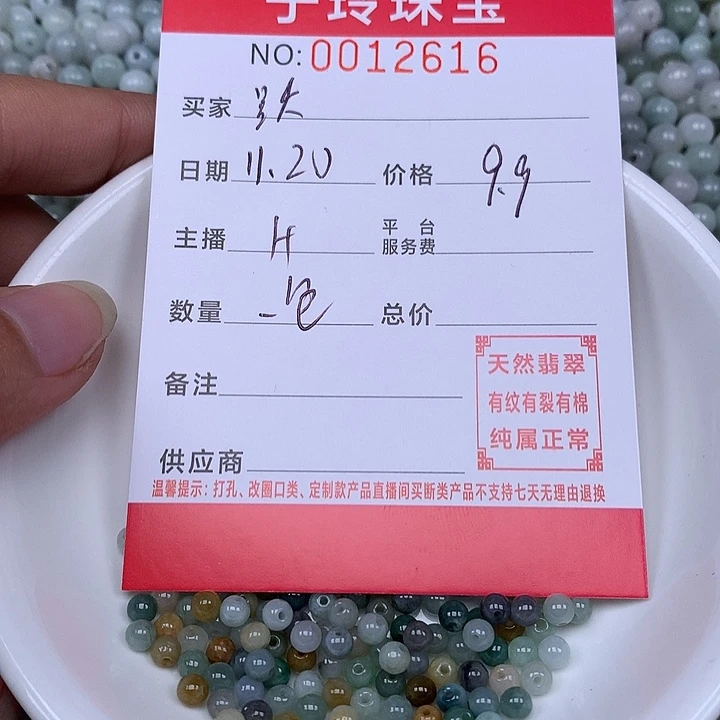 子玲珠宝
NO: 0012616
买家
日期 11.20 价格 9.9
主播 H 平台服务费
数量 一包 总价
备注
天然翡翠
有纹有裂有棉
纯属正常
供应商
温馨提示：打孔、改圈口类、定制款产品直播间买断类产品不支持七天无理由退换